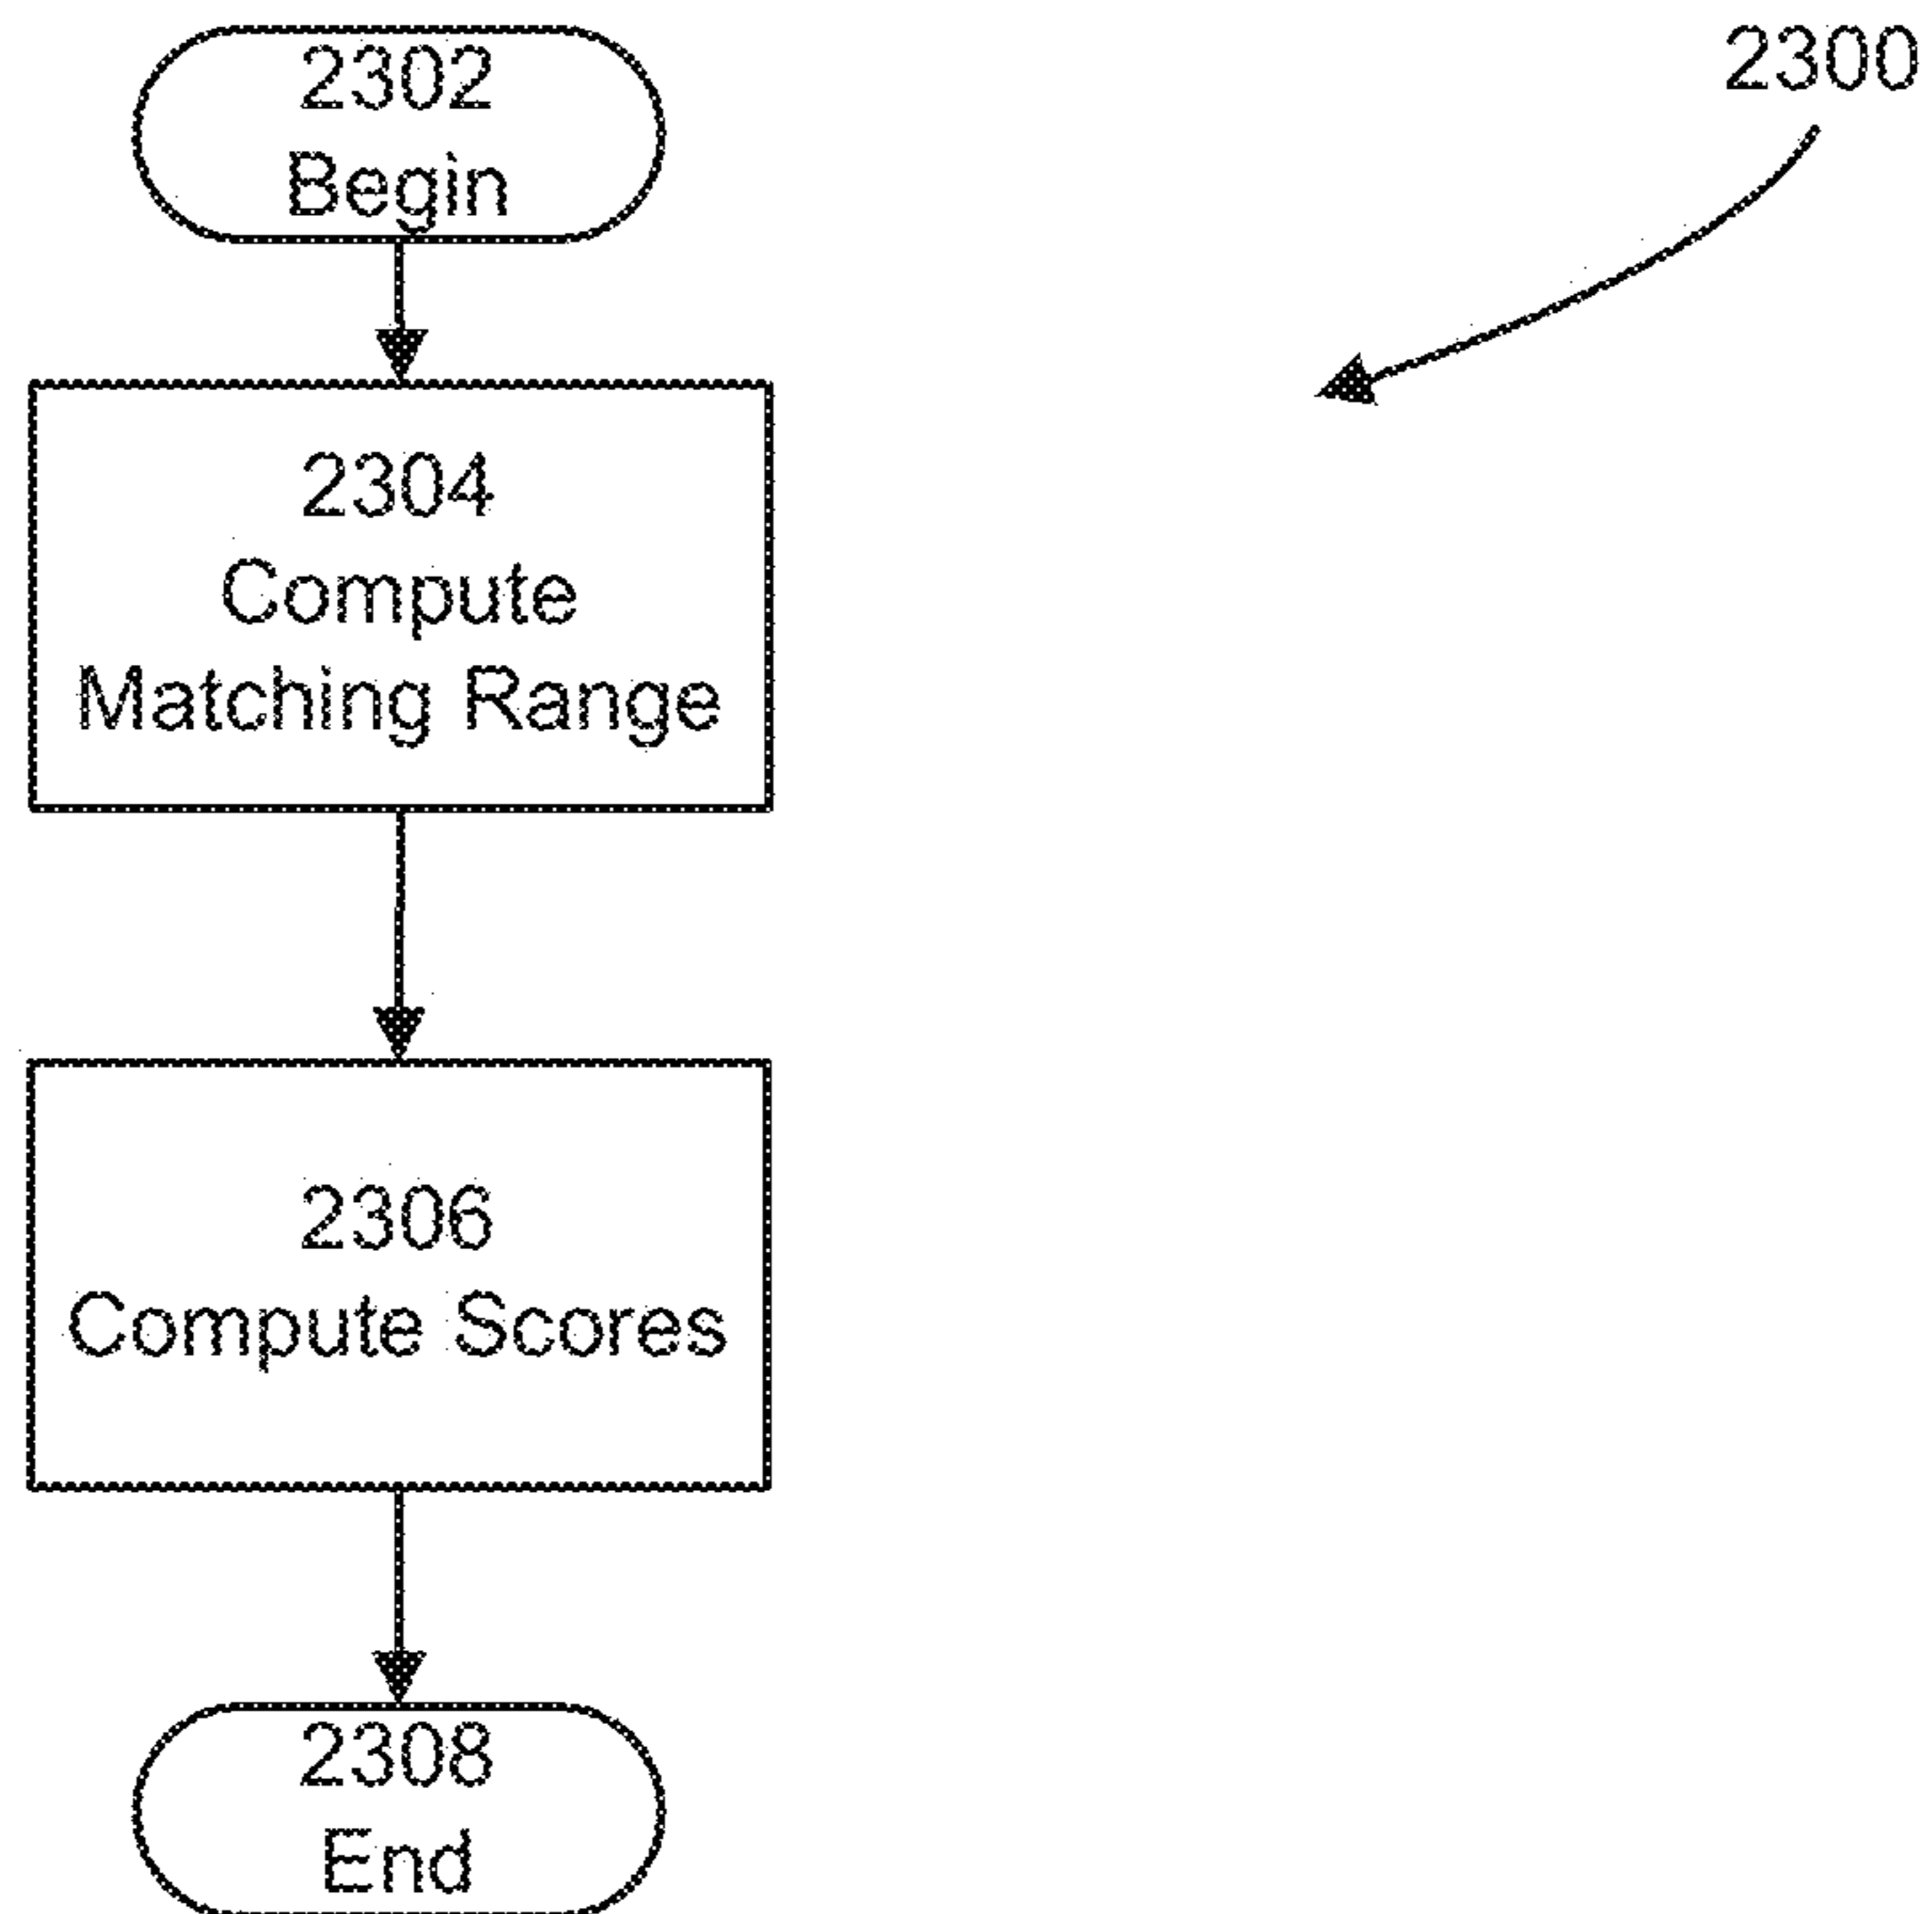 2302
Begin
2300
2304
Compute
Matching Range
2306
Compute Scores
2308
End